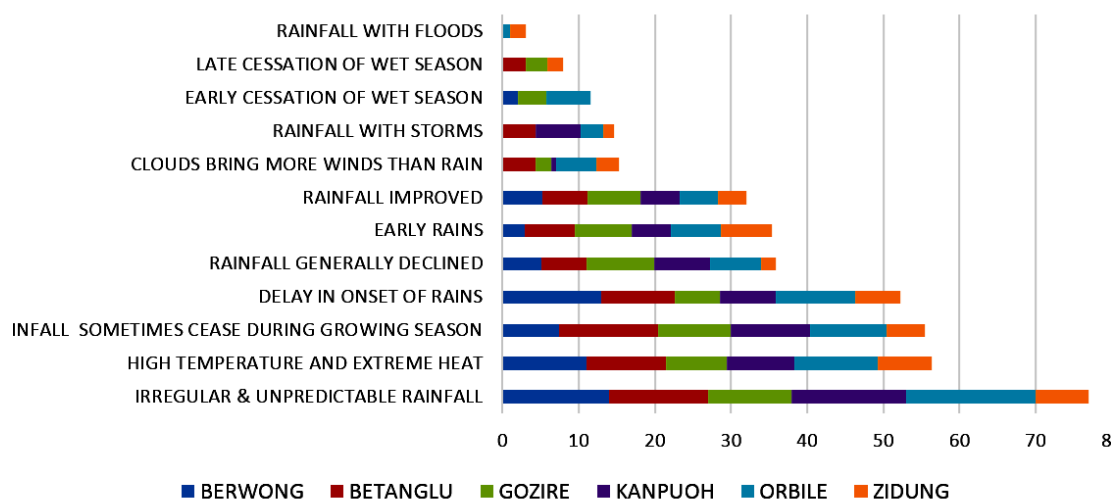 RAINFALL WITH FLOODS
LATE CESSATION OF WET SEASON
EARLY CESSATION OF WET SEASON
RAINFALL WITH STORMS
CLOUDS BRING MORE WINDS THAN RAIN
RAINFALL IMPROVED
EARLY RAINS
RAINFALL GENERALLY DECLINED
DELAY IN ONSET OF RAINS
INFALL SOMETIMES CEASE DURING GROWING SEASON
HIGH TEMPERATURE AND EXTREME HEAT
IRREGULAR & UNPREDICTABLE RAINFALL
0 10 20 30 40 50 60 70 8
BERWONG BETANGLU GOZIRE KANPUOH ORBILE ZIDUNG